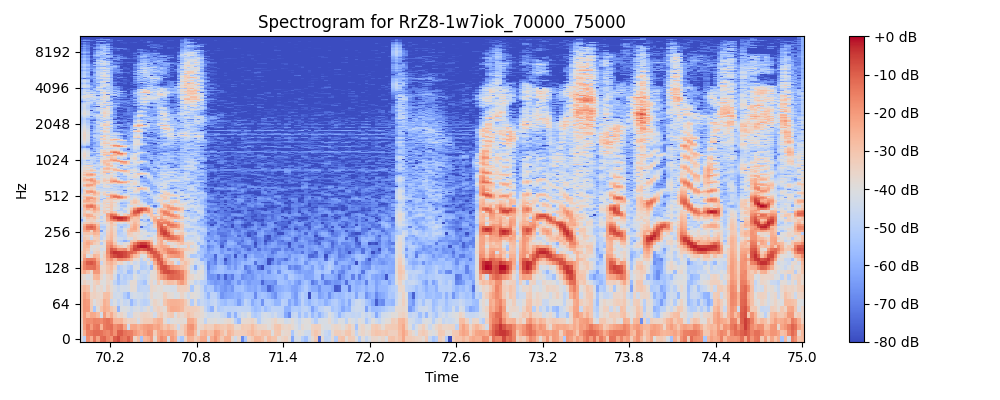 Spectrogram for RrZ8-1w7iok_70000_75000
8192
4096
2048
1024
512
256
128
64
0
Hz
70.2 70.8 71.4 72.0 72.6 73.2 73.8 74.4 75.0
Time
+0 dB
-10 dB
-20 dB
-30 dB
-40 dB
-50 dB
-60 dB
-70 dB
-80 dB